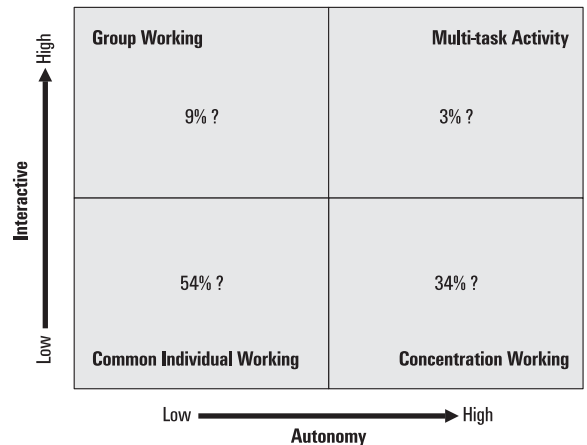 Group Working
Multi-task Activity
9% ?
3% ?
54% ?
34% ?
Common Individual Working
Concentration Working
High
Interactive
Low
Low
High
Autonomy